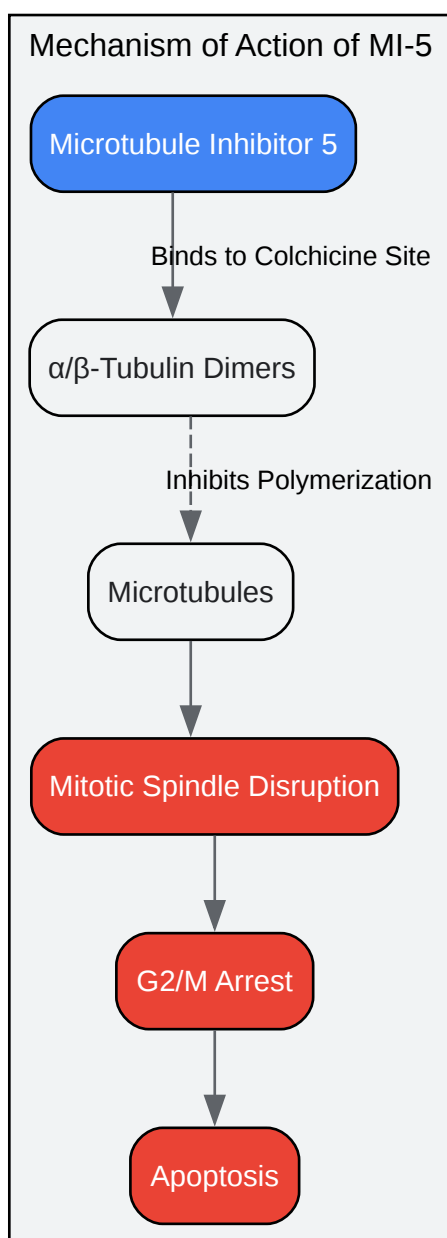 Mechanism of Action of MI-5
Microtubule Inhibitor 5
Binds to Colchicine Site
α/β-Tubulin Dimers
Inhibits Polymerization
Microtubules
Mitotic Spindle Disruption
G2/M Arrest
Apoptosis